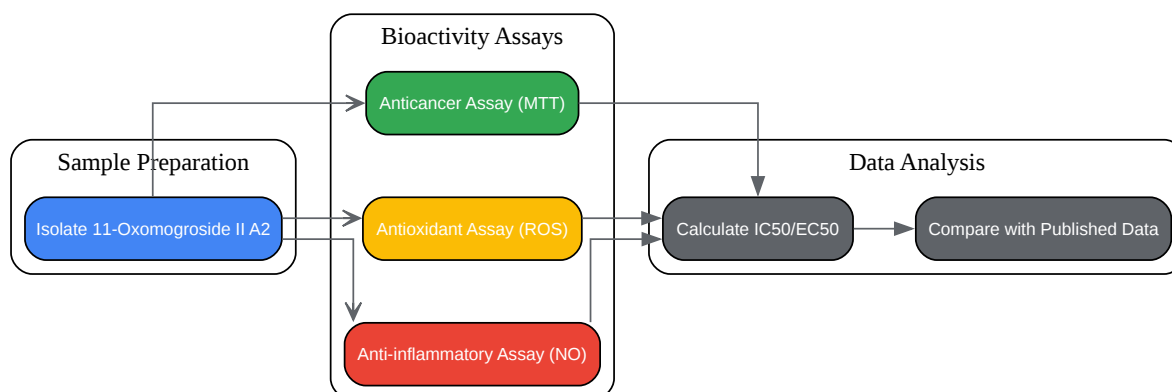 Bioactivity Assays
Anticancer Assay (MTT)
Sample Preparation
Data Analysis
Isolate 11-Oxomogroside II A2
Antioxidant Assay (ROS)
Calculate IC50/EC50
Compare with Published Data
Anti-inflammatory Assay (NO)